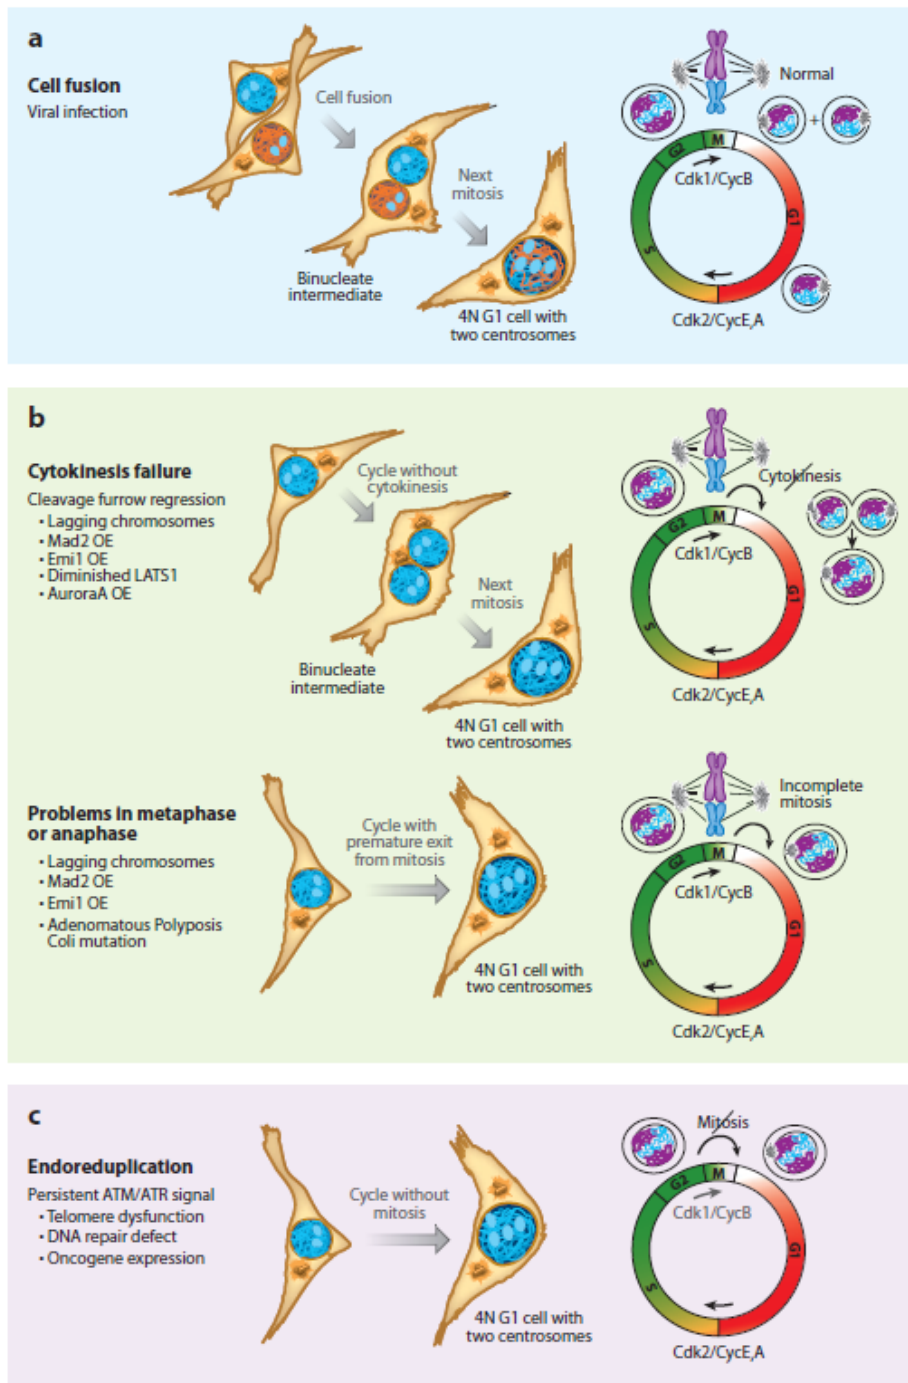 a
Cell fusion
Viral infection
Cell fusion
Next
mitosis
Binucleate
intermediate
4N G1 cell with
two centrosomes
Normal
+
M
G2
G1
S
Cdk1/CycB
Cdk2/CycE,A
b
Cytokinesis failure
Cleavage furrow regression
• Lagging chromosomes
• Mad2 OE
• Emi1 OE
• Diminished LATS1
• AuroraA OE
Cycle without
cytokinesis
Next
mitosis
Binucleate
intermediate
4N G1 cell with
two centrosomes
Cytokinesis
M
G2
G1
S
Cdk1/CycB
Cdk2/CycE,A
Problems in metaphase
or anaphase
• Lagging chromosomes
• Mad2 OE
• Emi1 OE
• Adenomatous Polyposis
Coli mutation
Cycle with
premature exit
from mitosis
4N G1 cell with
two centrosomes
Incomplete
mitosis
M
G2
G1
S
Cdk1/CycB
Cdk2/CycE,A
c
Endoreduplication
Persistent ATM/ATR signal
• Telomere dysfunction
• DNA repair defect
• Oncogene expression
Cycle without
mitosis
4N G1 cell with
two centrosomes
Mitosis
M
G2
G1
S
Cdk1/CycB
Cdk2/CycE,A